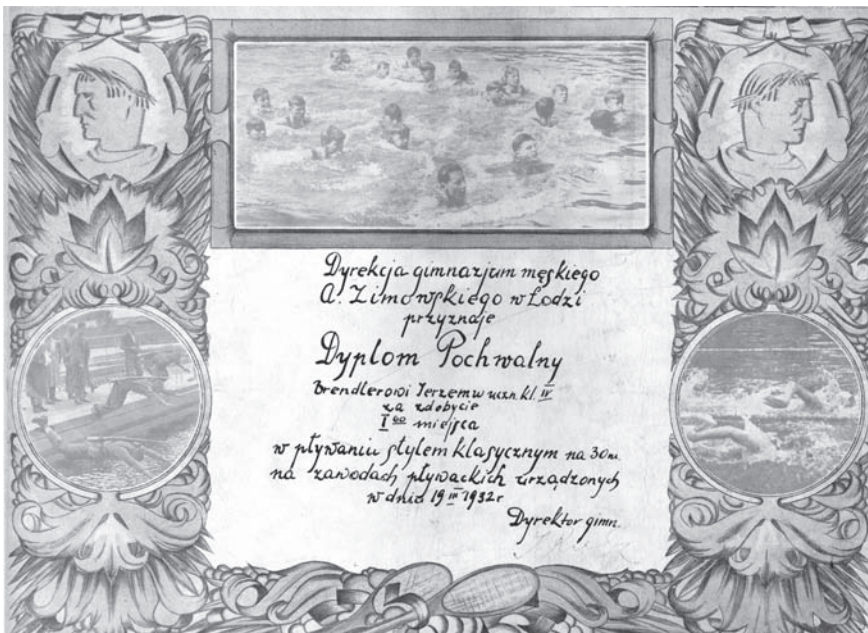 Dyrekcja gimnazjum męskiego
A. Zimowskiego w Łodzi
przyznaje
Dyplom Pochwalny
Brendlerowi Jerzemu uczn. kl. IV
za zdobycie
I go miejsca
w pływaniu stylem klasycznym na 30 m.
na zawodach pływackich urządzonych
w dniu 19 III 1932 r.
Dyrektor gimn.